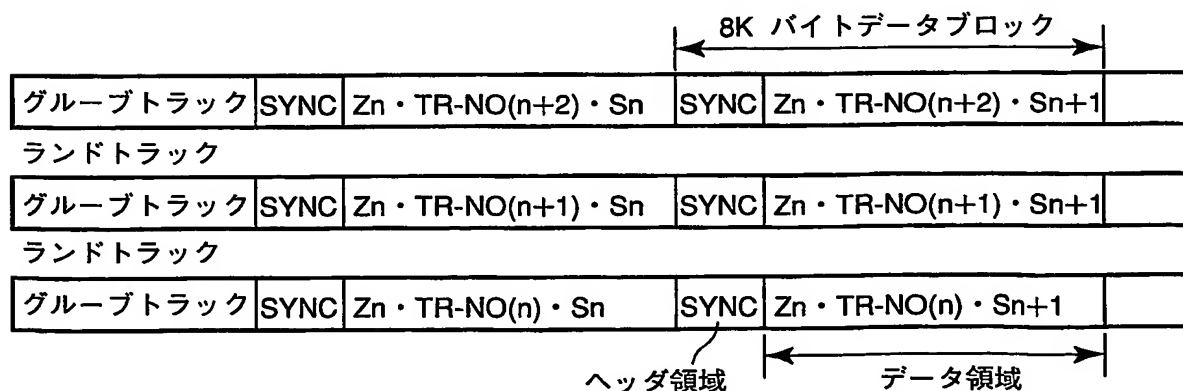 8K バイトデータブロック
グルーブトラック SYNC Zn・TR-NO(n+2)・Sn SYNC Zn・TR-NO(n+2)・Sn+1
ランドトラック
グルーブトラック SYNC Zn・TR-NO(n+1)・Sn SYNC Zn・TR-NO(n+1)・Sn+1
ランドトラック
グルーブトラック SYNC Zn・TR-NO(n)・Sn SYNC Zn・TR-NO(n)・Sn+1
ヘッダ領域 データ領域